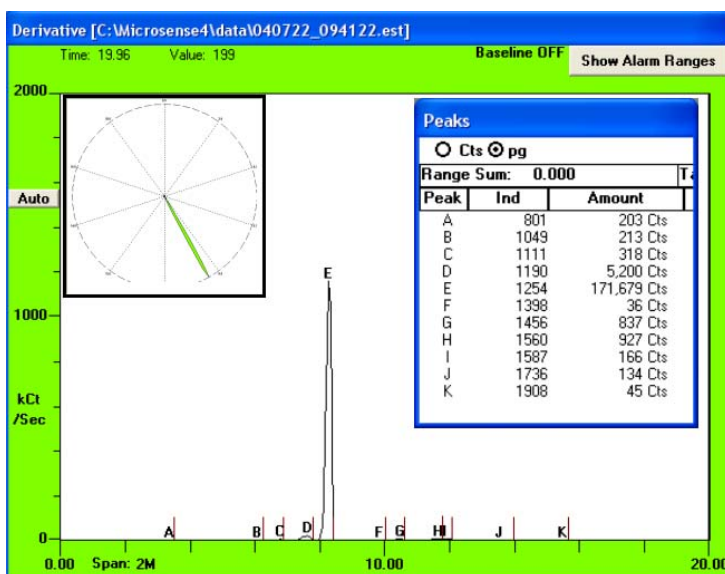 Derivative [C:\Microsense4\data\040722_094122.est]
Time: 19.96 Value: 199 Baseline OFF Show Alarm Ranges
2000
Auto
1000
kCt
/Sec
0
Peaks
Cts pg
Range Sum: 0.000 Ta
Peak Ind Amount
A 801 203 Cts
B 1049 213 Cts
C 1111 318 Cts
D 1190 5,200 Cts
E 1254 171,679 Cts
F 1398 36 Cts
G 1456 837 Cts
H 1560 927 Cts
I 1587 166 Cts
J 1736 134 Cts
K 1908 45 Cts
E
A B C D F G H I J K
0.00 Span: 2M 10.00 20.00